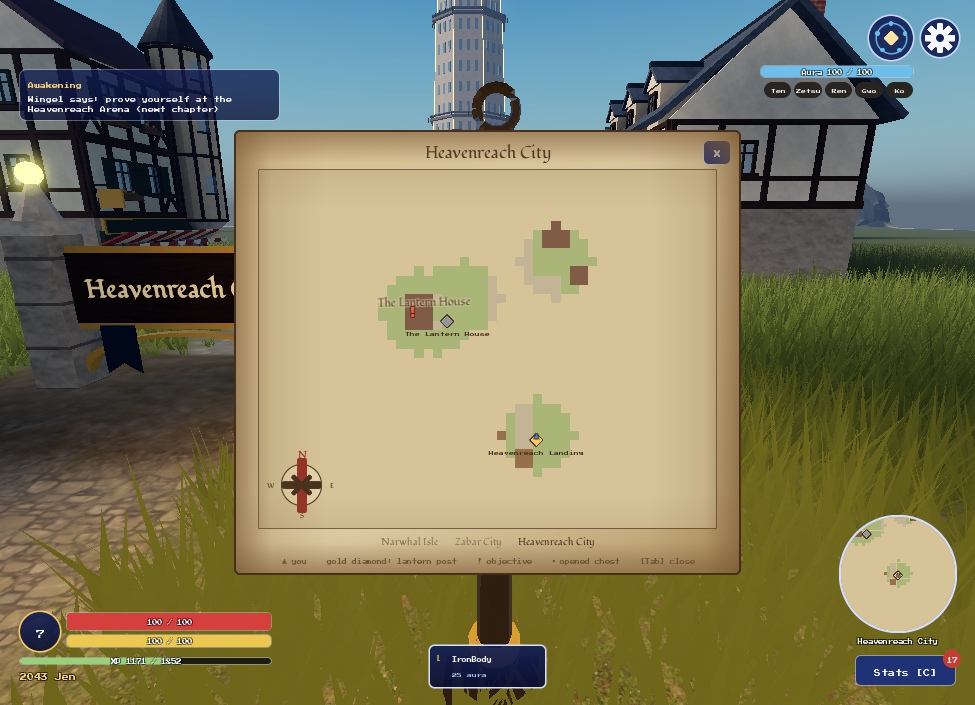 Awakening
Wingel says: prove yourself at the
Heavenreach Arena (next chapter)
Aura 100 / 100
Ten Zetsu Ren Guo Ko
Heavenreach City
x
Heavenreach
The Lantern House
The Lantern House
Heavenreach Landing
N
W E
S
Narwhal Isle Zabar City Heavenreach City
you gold diamond: lantern post ! objective • opened chest [Tab] close
Heavenreach City
7
100 / 100
100 / 100
XP 1171 / 1852
2043 Jen
1 IronBody
25 aura
Stats [C]
17